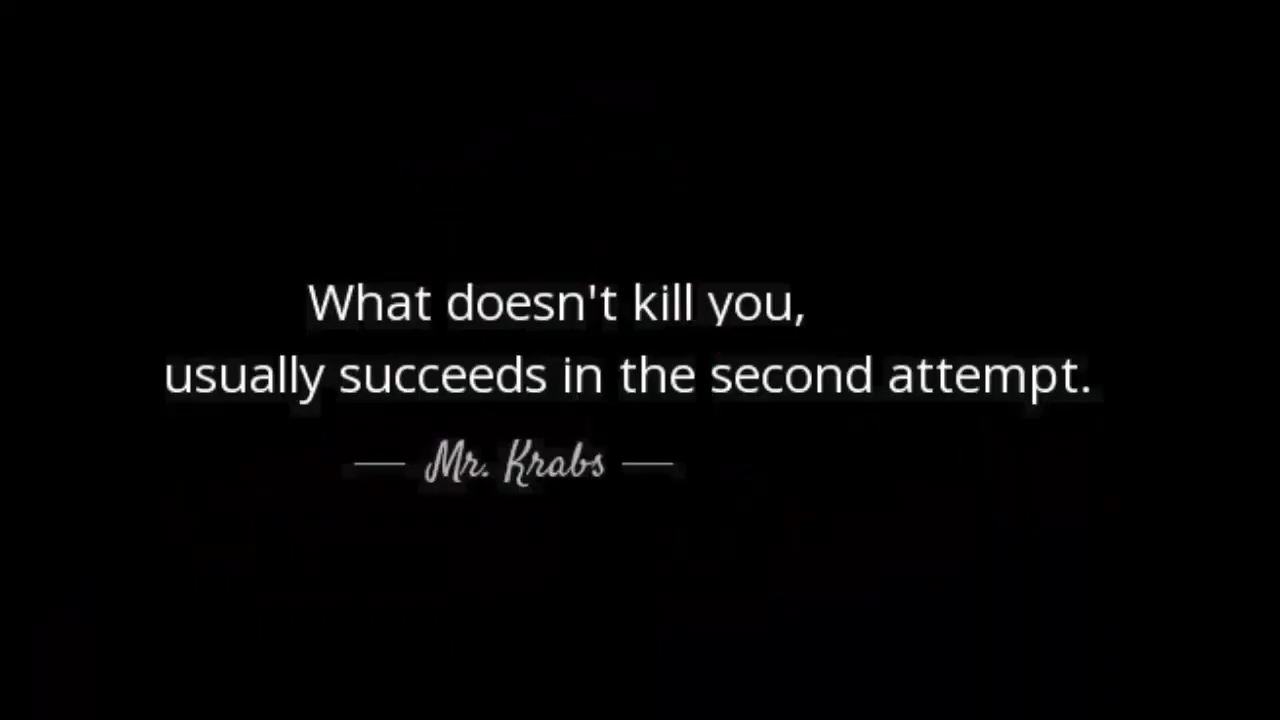 What doesn't kill you,
usually succeeds in the second attempt.
— Mr. Krabs —